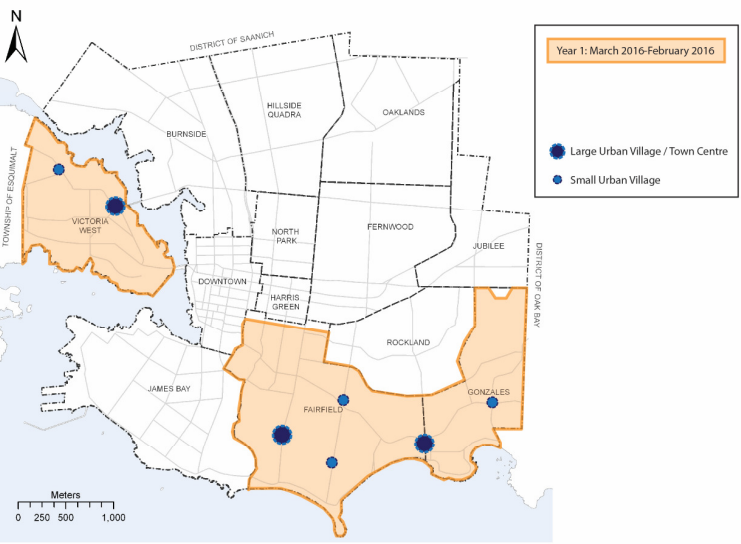 N
DISTRICT OF SAANICH
Year 1: March 2016-February 2016
HILLSIDE
QUADRA
OAKLANDS
BURNSIDE
Large Urban Village / Town Centre
Small Urban Village
TOWNSHIP OF ESQUIMALT
VICTORIA
WEST
NORTH
PARK
FERNWOOD
JUBILEE
DISTRICT OF OAK BAY
DOWNTOWN
HARRIS
GREEN
ROCKLAND
JAMES BAY
GONZALES
FAIRFIELD
Meters
0 250 500 1,000